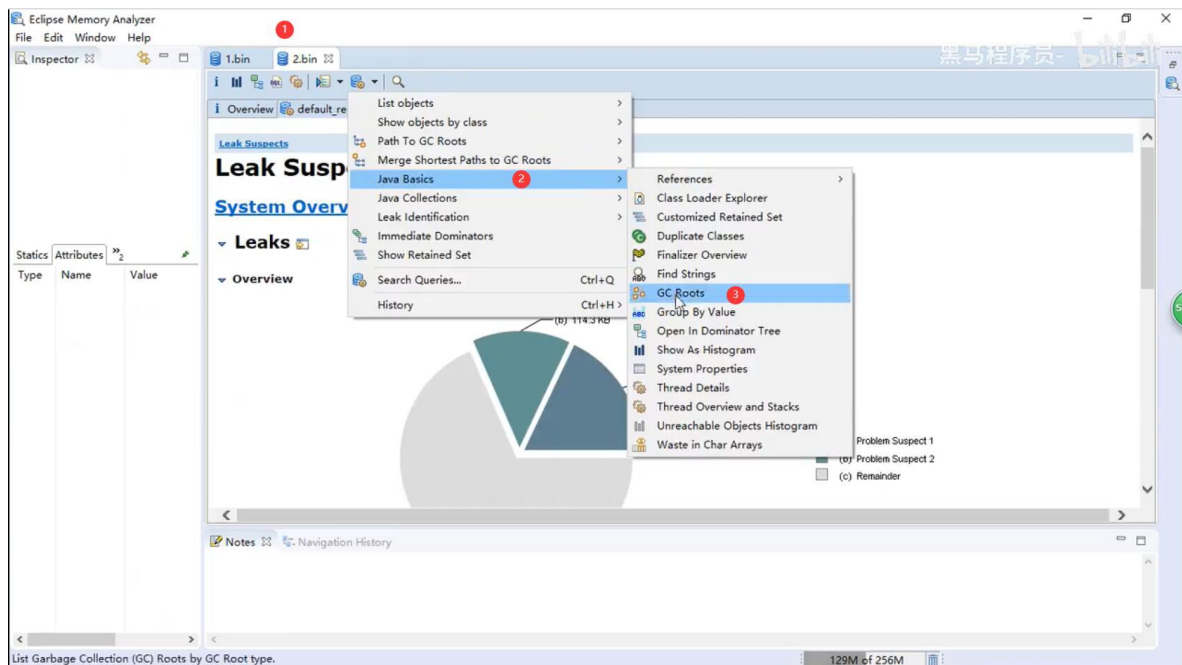 Eclipse Memory Analyzer
File Edit Window Help
1
Inspector
1.bin
2.bin
黑马程序员- bilibili
Overview
default_re
Leak Suspects
Leak Susp
System Overv
Leaks
Overview
Statics Attributes »2
Type Name Value
List objects
Show objects by class
Path To GC Roots
Merge Shortest Paths to GC Roots
Java Basics 2
Java Collections
Leak Identification
Immediate Dominators
Show Retained Set
Search Queries... Ctrl+Q
History Ctrl+H
References
Class Loader Explorer
Customized Retained Set
Duplicate Classes
Finalizer Overview
Find Strings
GC Roots 3
Group By Value
Open In Dominator Tree
Show As Histogram
System Properties
Thread Details
Thread Overview and Stacks
Unreachable Objects Histogram
Waste in Char Arrays
(b) 114.3 KB
Problem Suspect 1
(b) Problem Suspect 2
(c) Remainder
Notes
Navigation History
List Garbage Collection (GC) Roots by GC Root type.
129M of 256M